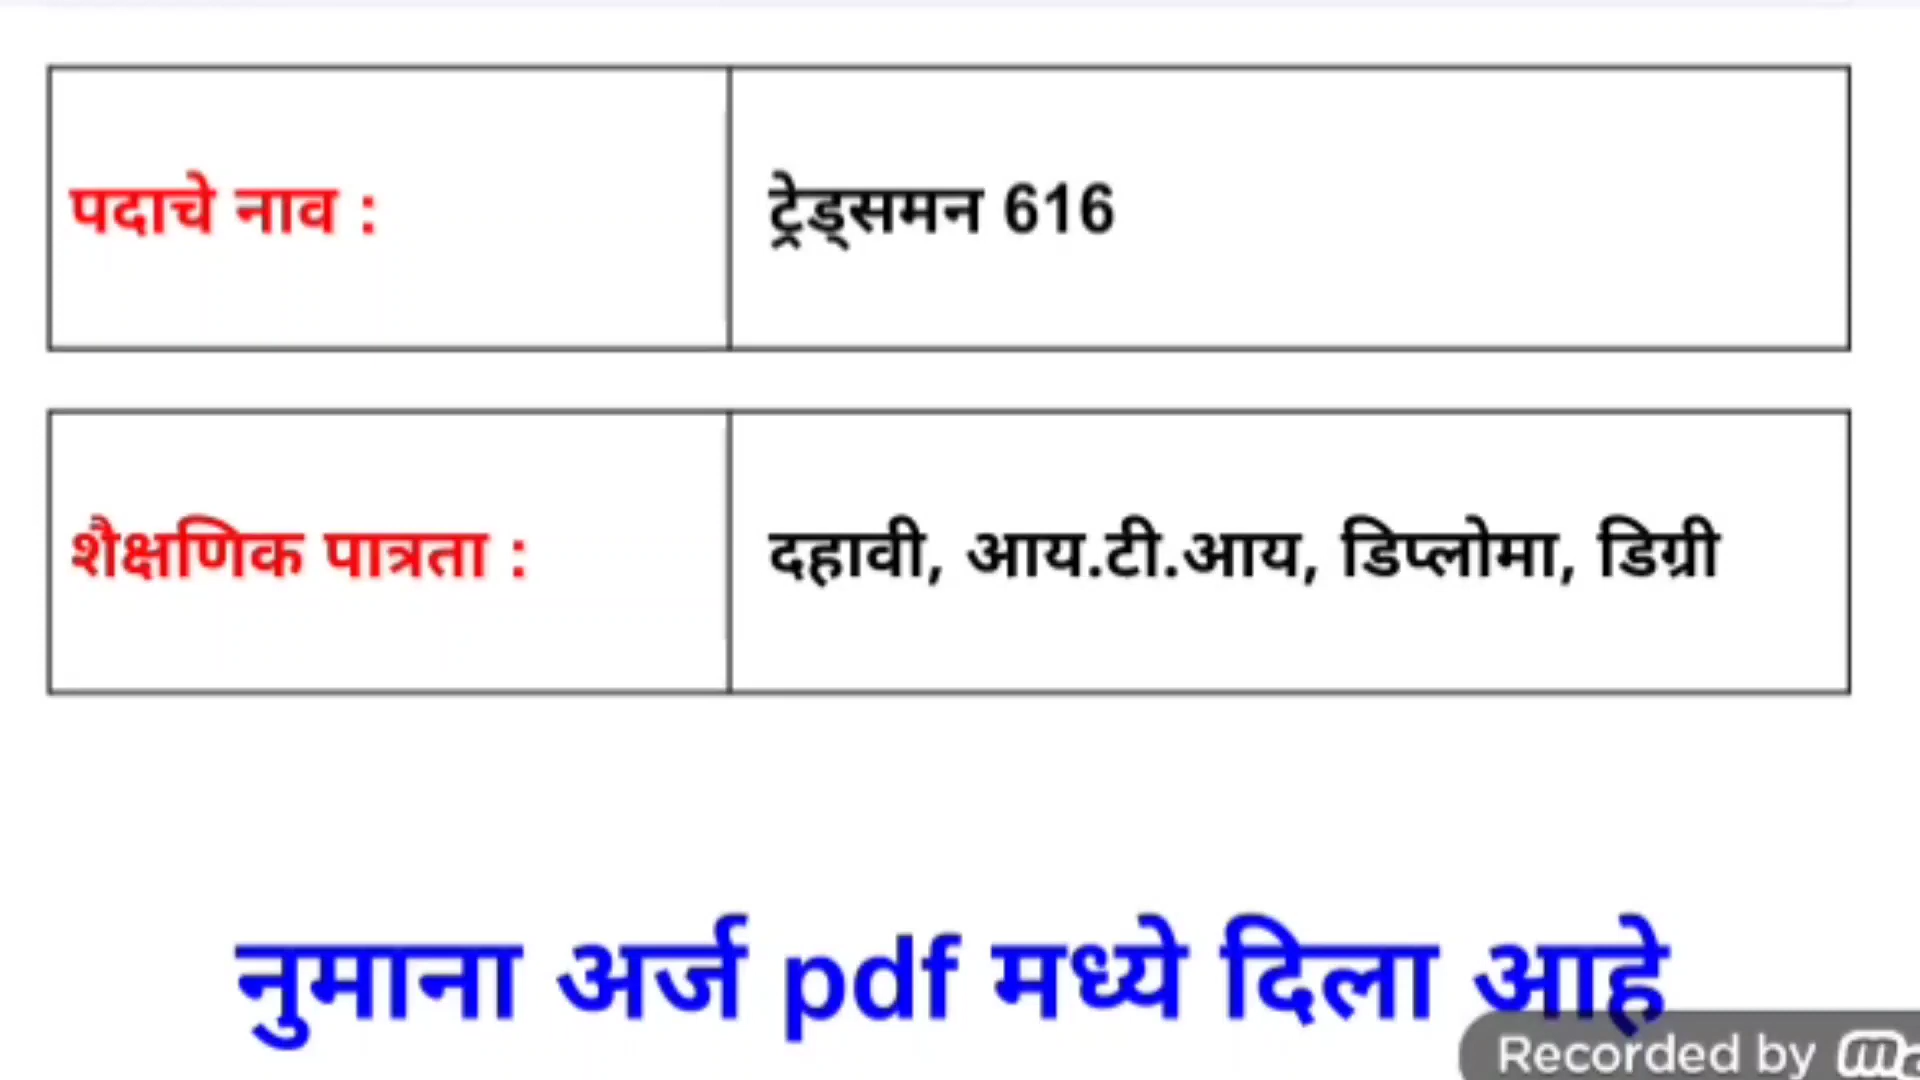 पदाचे नाव :
ट्रेड्समन 616
शैक्षणिक पात्रता :
दहावी, आय.टी.आय, डिप्लोमा, डिग्री
नुमाना अर्ज pdf मध्ये दिला आहे
Recorded by